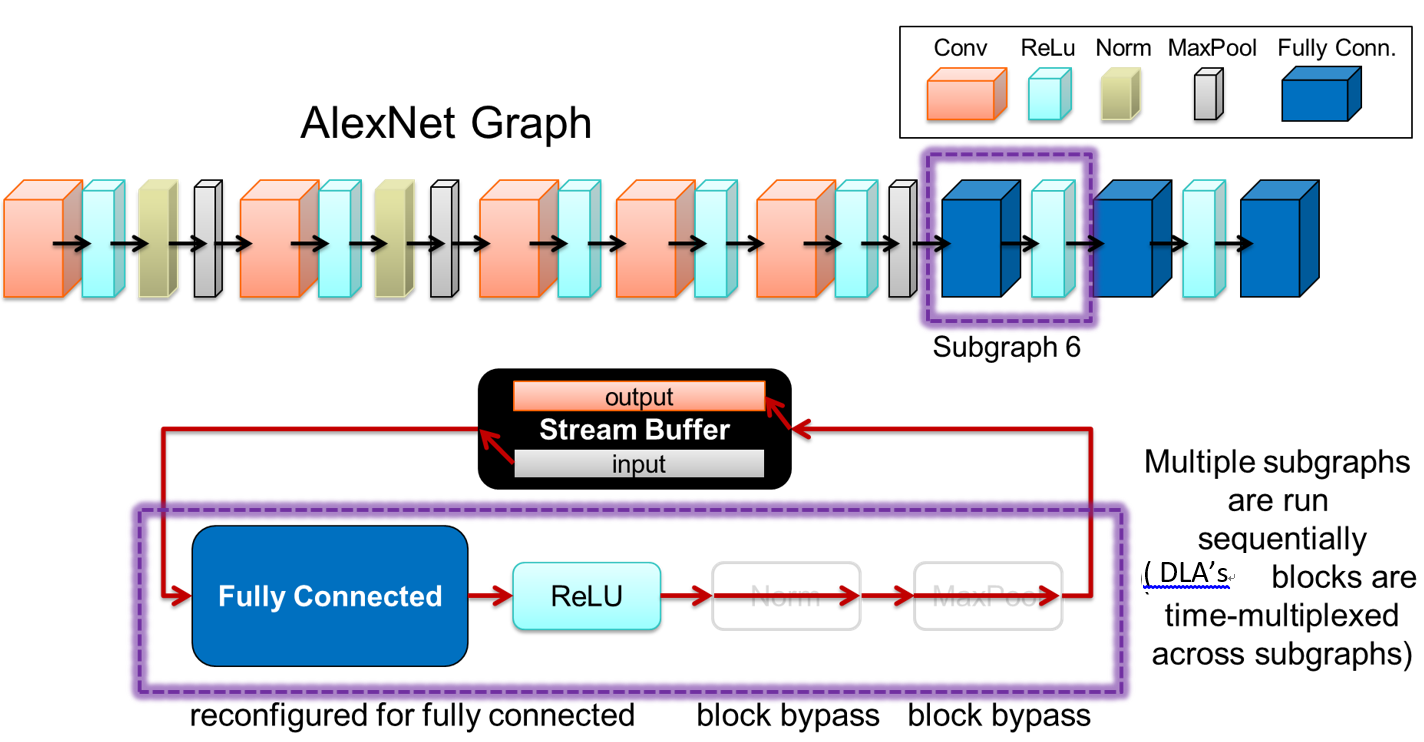 Conv ReLu Norm MaxPool Fully Conn.
AlexNet Graph
Subgraph 6
output
Stream Buffer
input
Multiple subgraphs
are run
sequentially
( DLA's blocks are
time-multiplexed
across subgraphs)
Fully Connected
ReLU
Norm
MaxPool
reconfigured for fully connected
block bypass
block bypass